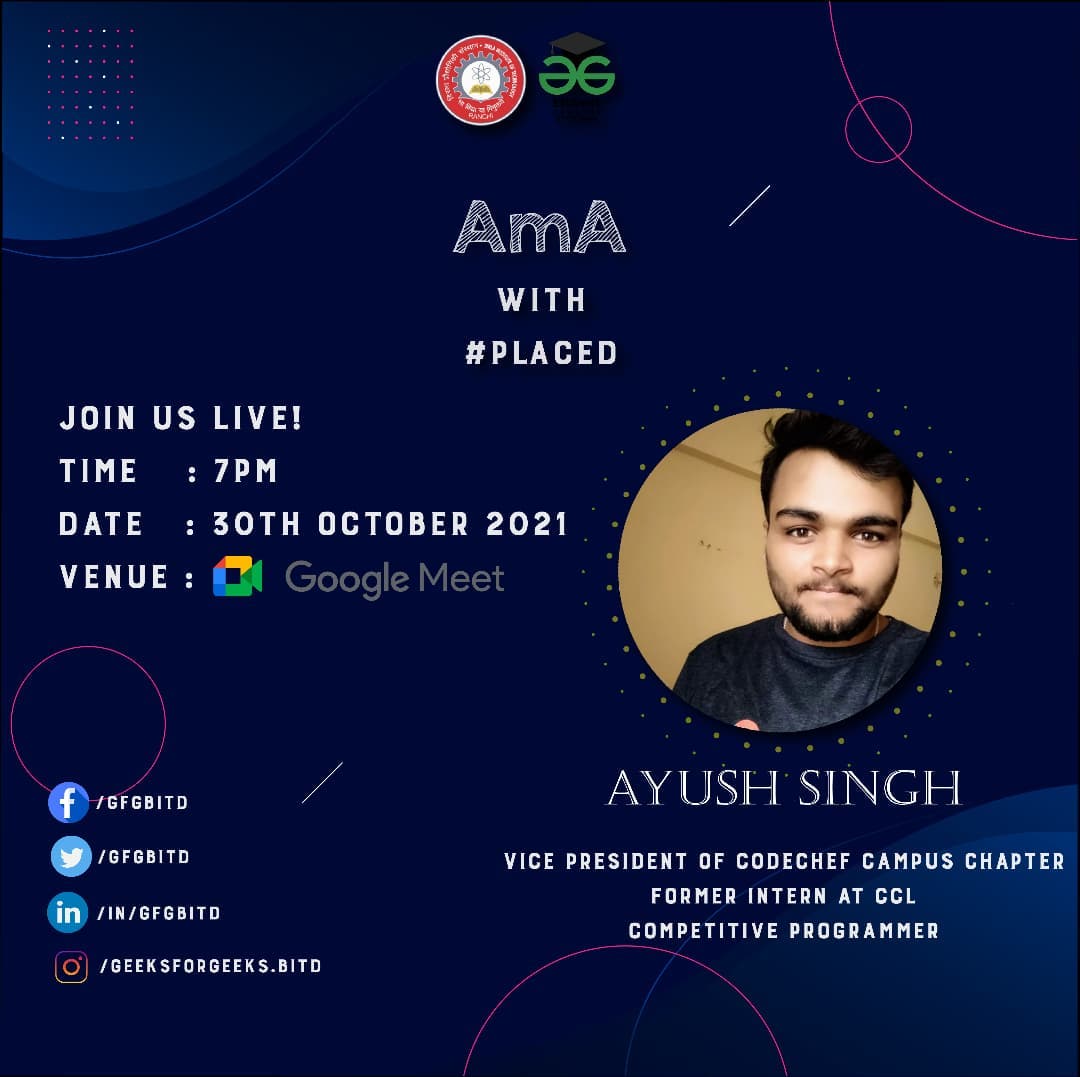 RANCHI
AmA
WITH
#PLACED
JOIN US LIVE!
TIME : 7PM
DATE : 30TH OCTOBER 2021
VENUE : Google Meet
AYUSH SINGH
VICE PRESIDENT OF CODECHEF CAMPUS CHAPTER
FORMER INTERN AT CCL
COMPETITIVE PROGRAMMER
/GFGBITD
/GFGBITD
/IN/GFGBITD
/GEEKSFORGEEKS.BITD